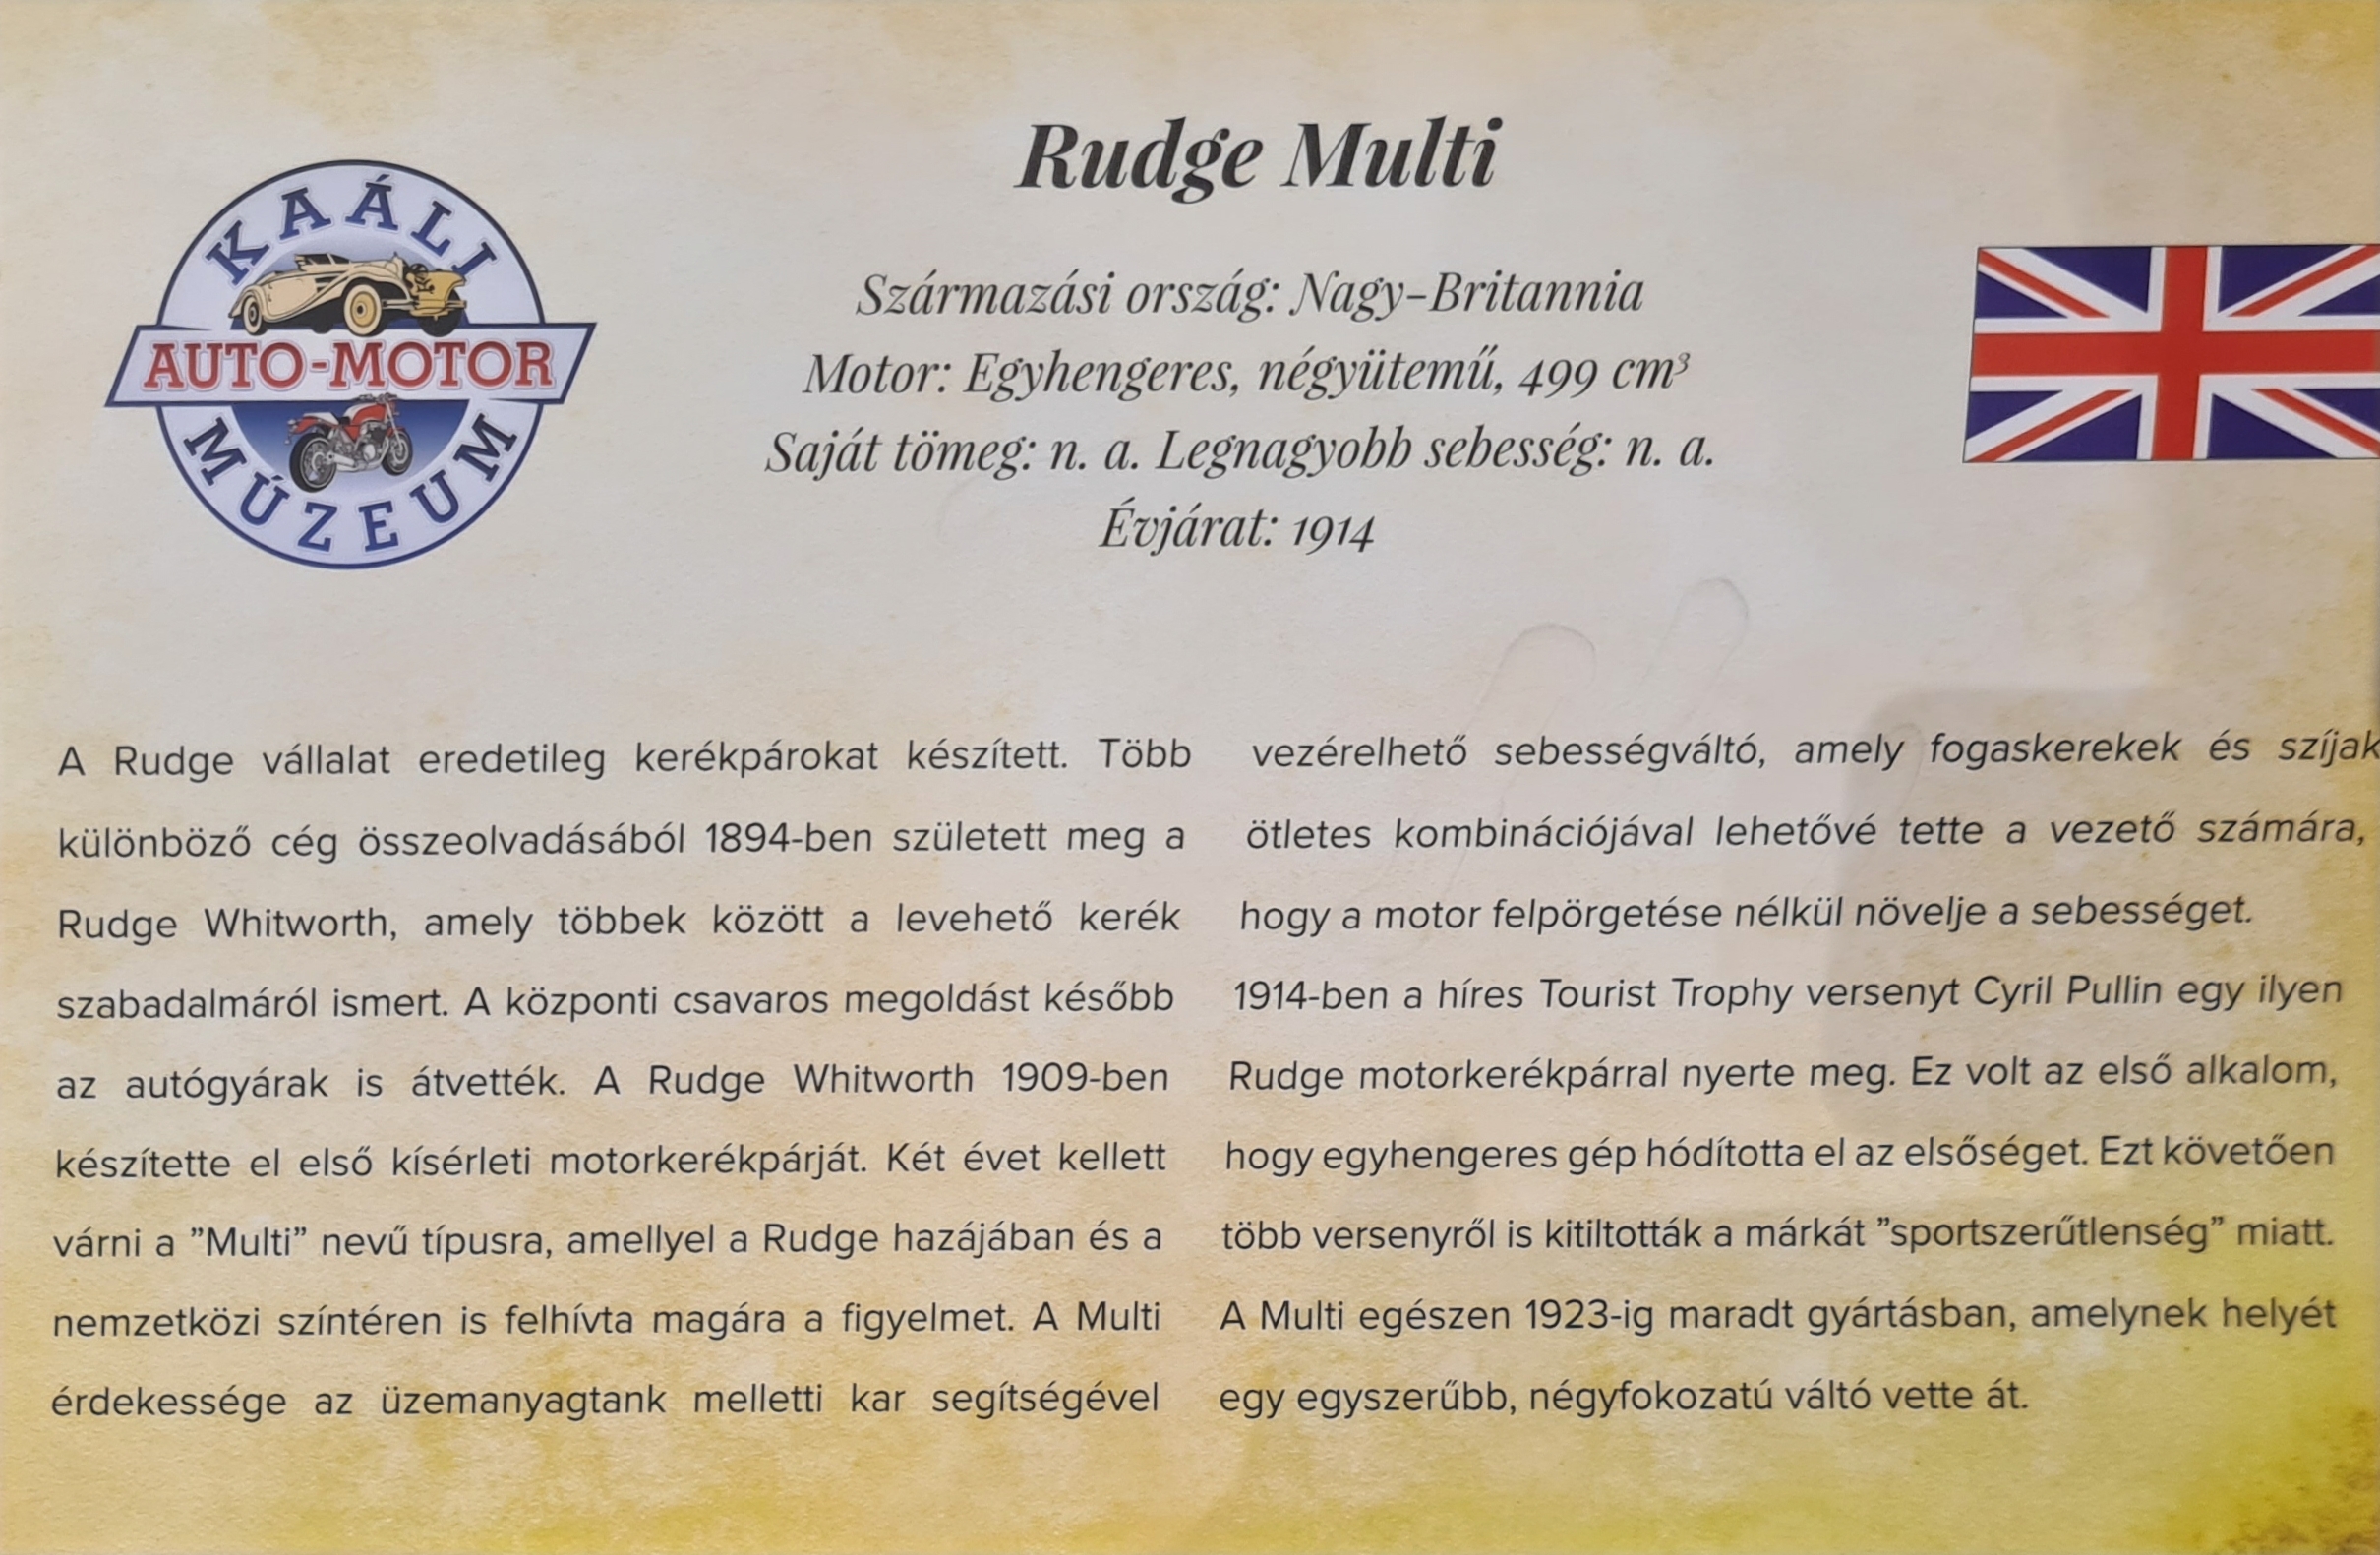 KAÁLI
AUTO-MOTOR
MÚZEUM
Rudge Multi
Származási ország: Nagy-Britannia
Motor: Egyhengeres, négyütemű, 499 cm³
Saját tömeg: n. a. Legnagyobb sebesség: n. a.
Évjárat: 1914
A Rudge vállalat eredetileg kerékpárokat készített. Több
különböző cég összeolvadásából 1894-ben született meg a
Rudge Whitworth, amely többek között a levehető kerék
szabadalmáról ismert. A központi csavaros megoldást később
az autógyárak is átvették. A Rudge Whitworth 1909-ben
készítette el első kísérleti motorkerékpárját. Két évet kellett
várni a ”Multi” nevű típusra, amellyel a Rudge hazájában és a
nemzetközi színtéren is felhívta magára a figyelmet. A Multi
érdekessége az üzemanyagtank melletti kar segítségével
vezérelhető sebességváltó, amely fogaskerekek és szíjak
ötletes kombinációjával lehetővé tette a vezető számára,
hogy a motor felpörgetése nélkül növelje a sebességet.
1914-ben a híres Tourist Trophy versenyt Cyril Pullin egy ilyen
Rudge motorkerékpárral nyerte meg. Ez volt az első alkalom,
hogy egyhengeres gép hódította el az elsőséget. Ezt követően
több versenyről is kitiltották a márkát ”sportszerűtlenség” miatt.
A Multi egészen 1923-ig maradt gyártásban, amelynek helyét
egy egyszerűbb, négyfokozatú váltó vette át.